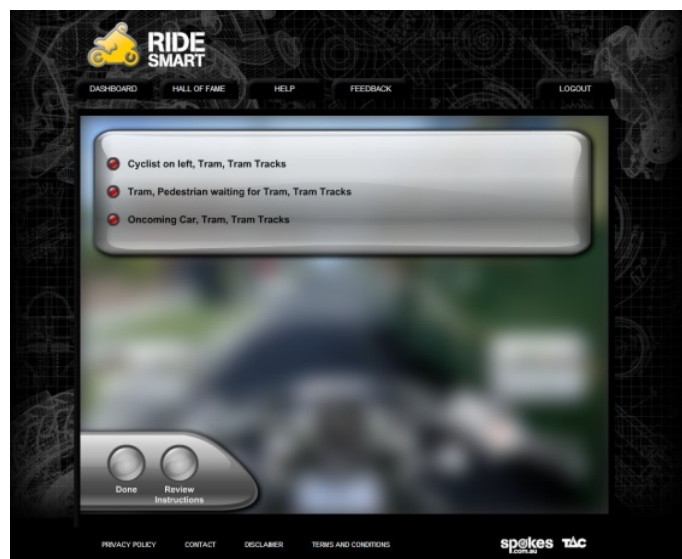 RIDE
SMART
DASHBOARD HALL OF FAME HELP FEEDBACK LOGOUT
Cyclist on left, Tram, Tram Tracks
Tram, Pedestrian waiting for Tram, Tram Tracks
Oncoming Car, Tram, Tram Tracks
Done Review
Instructions
PRIVACY POLICY CONTACT DISCLAIMER TERMS AND CONDITIONS spokes TAC
.com.au